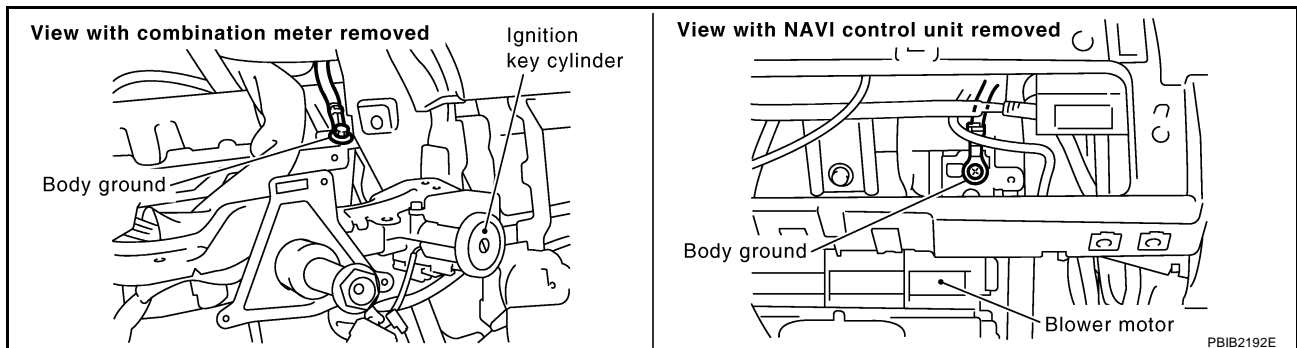 View with combination meter removed
Ignition
key cylinder
Body ground
View with NAVI control unit removed
Body ground
Blower motor
PBIB2192E